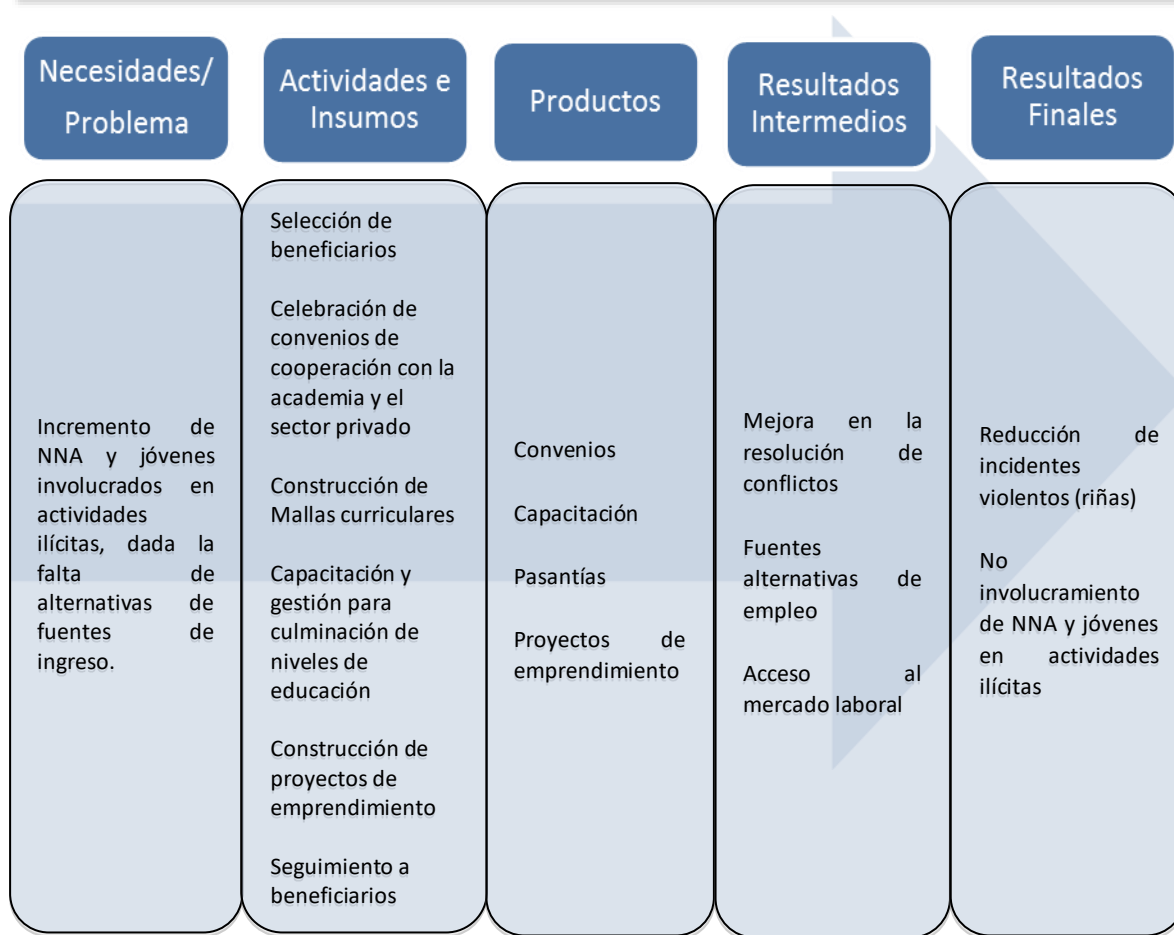 Necesidades/
Problema
Actividades e
Insumos
Productos
Resultados
Intermedios
Resultados
Finales
Incremento de
NNA y jóvenes
involucrados en
actividades
ilícitas, dada la
falta de
alternativas de
fuentes de
ingreso.
Selección de
beneficiarios
Celebración de
convenios de
cooperación con la
academia y el
sector privado
Construcción de
Mallas curriculares
Capacitación y
gestión para
culminación de
niveles de
educación
Construcción de
proyectos de
emprendimiento
Seguimiento a
beneficiarios
Convenios
Capacitación
Pasantías
Proyectos de
emprendimiento
Mejora en la
resolución de
conflictos
Fuentes
alternativas de
empleo
Acceso al
mercado laboral
Reducción de
incidentes
violentos (riñas)
No
involucramiento
de NNA y jóvenes
en actividades
ilícitas